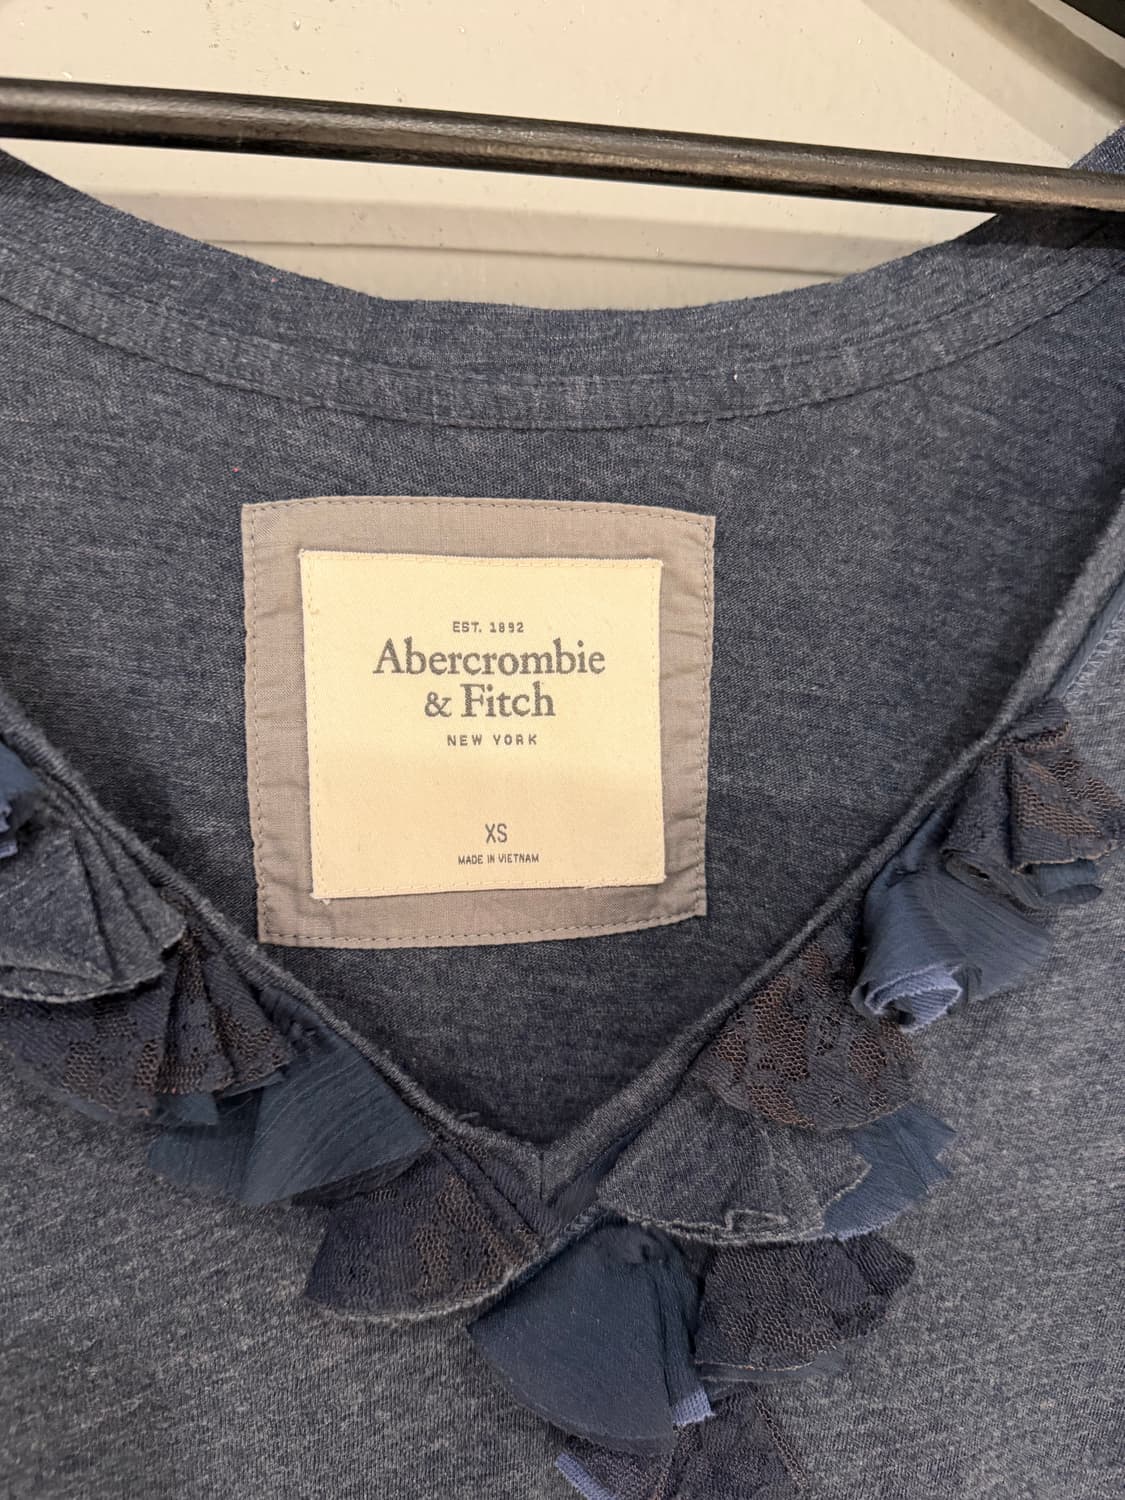 EST. 1892
Abercrombie
& Fitch
NEW YORK
XS
MADE IN VIETNAM